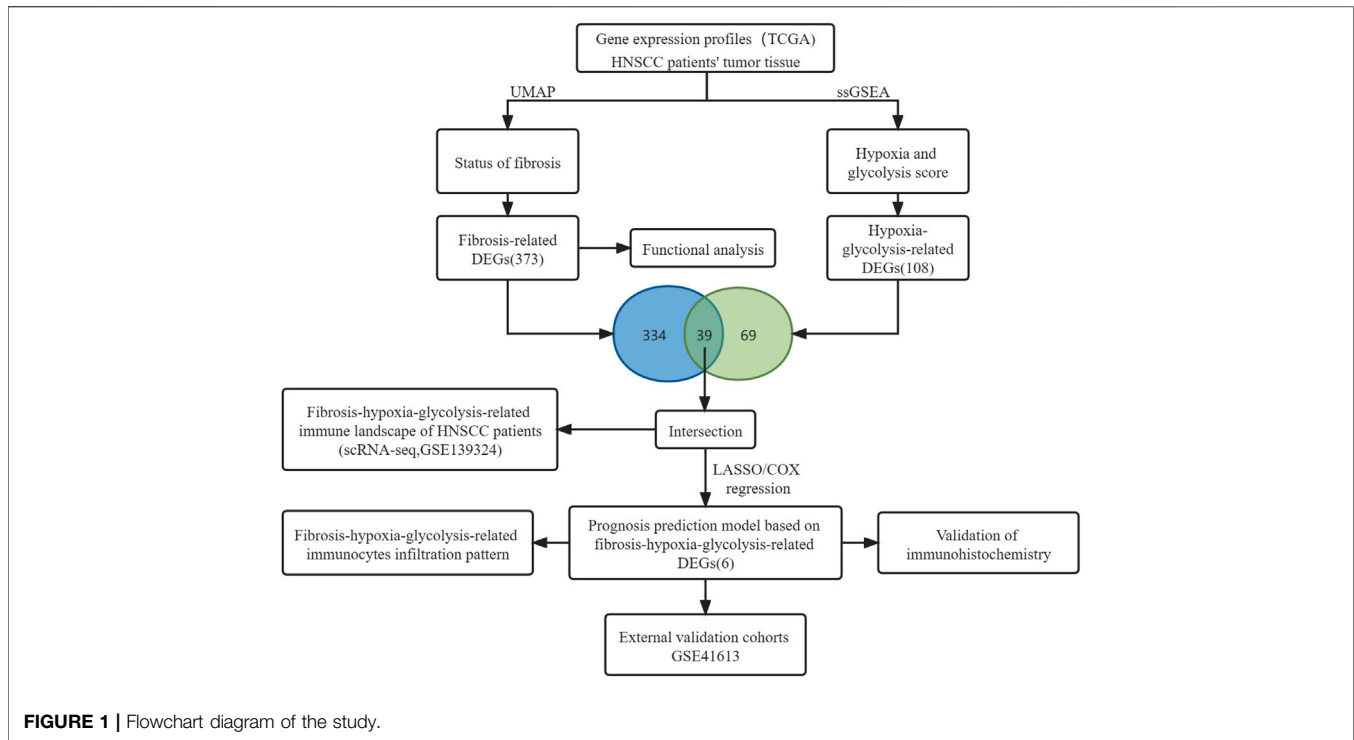 Gene expression profiles (TCGA)
HNSCC patients' tumor tissue
UMAP
ssGSEA
Status of fibrosis
Hypoxia and
glycolysis score
Fibrosis-related
DEGs(373)
Functional analysis
Hypoxia-
glycolysis-related
DEGs(108)
334
39
69
Fibrosis-hypoxia-glycolysis-related
immune landscape of HNSCC patients
(scRNA-seq,GSE139324)
Intersection
LASSO/COX
regression
Fibrosis-hypoxia-glycolysis-related
immunocytes infiltration pattern
Prognosis prediction model based on
fibrosis-hypoxia-glycolysis-related
DEGs(6)
Validation of
immunohistochemistry
External validation cohorts
GSE41613
FIGURE 1 | Flowchart diagram of the study.